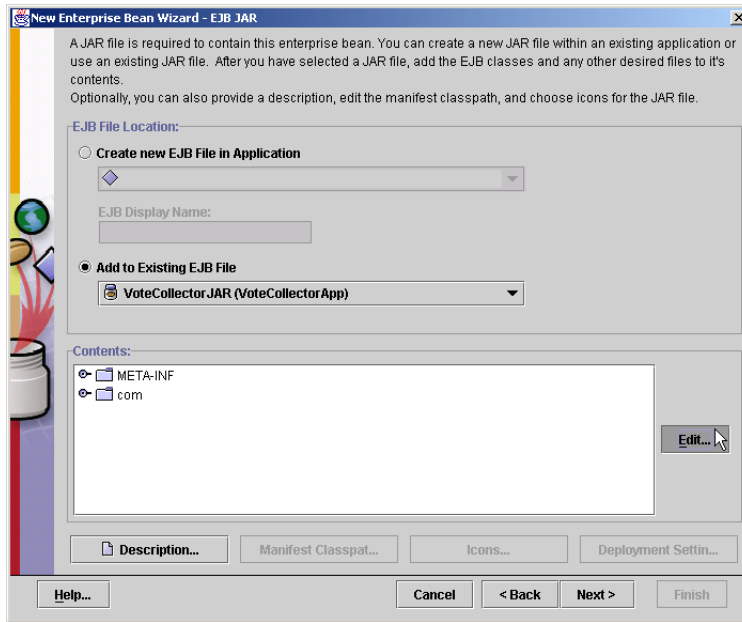 New Enterprise Bean Wizard - EJB JAR
A JAR file is required to contain this enterprise bean. You can create a new JAR file within an existing application or
use an existing JAR file. After you have selected a JAR file, add the EJB classes and any other desired files to it's
contents.
Optionally, you can also provide a description, edit the manifest classpath, and choose icons for the JAR file.
EJB File Location:
Create new EJB File in Application
EJB Display Name:
Add to Existing EJB File
VoteCollectorJAR (VoteCollectorApp)
Contents:
META-INF
com
Edit...
Description... Manifest Classpat... Icons... Deployment Settin...
Help... Cancel < Back Next > Finish